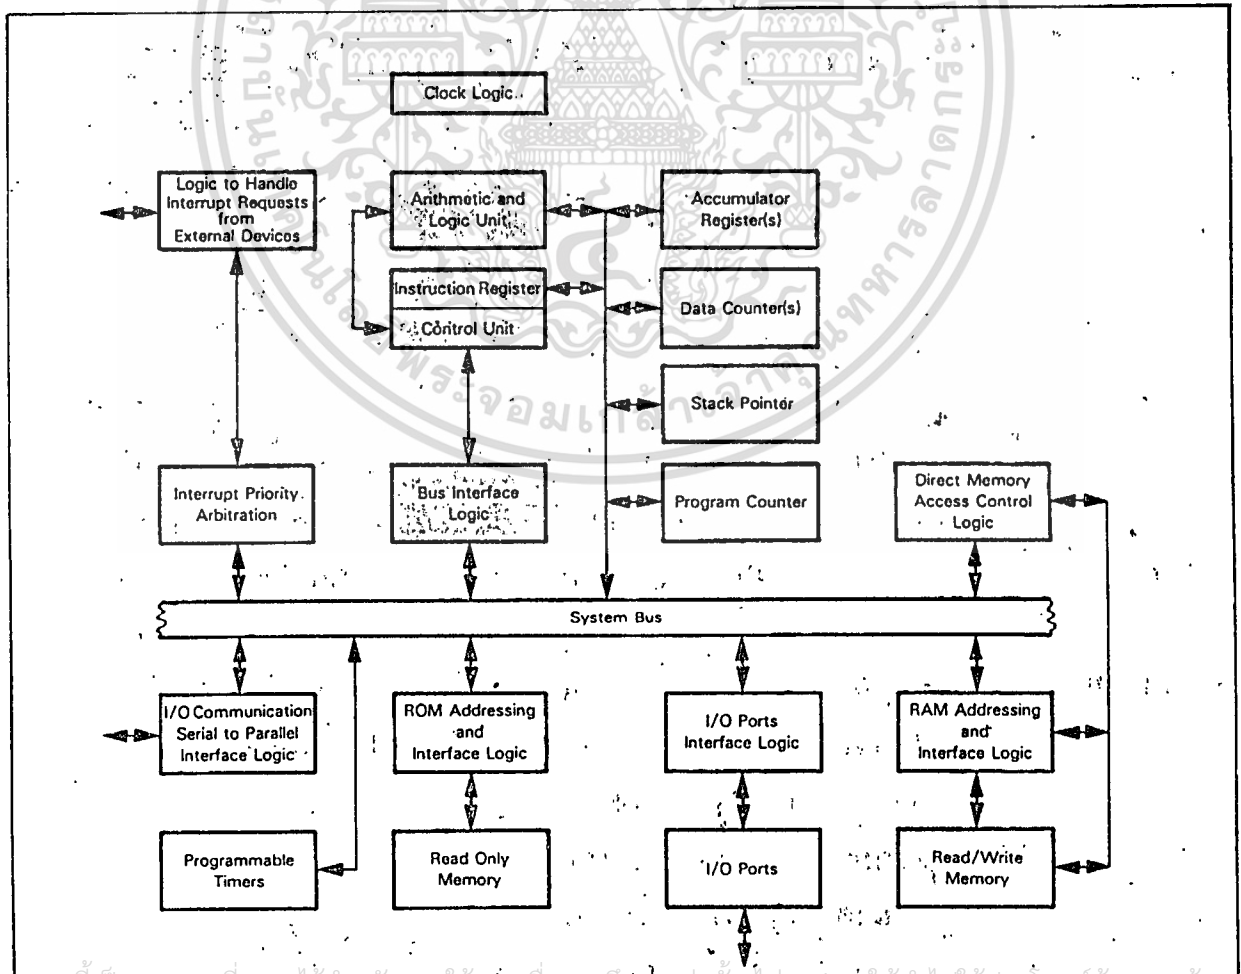 Clock Logic
Logic to Handle
Interrupt Requests
from
External Devices
Arithmetic and
Logic Unit
Accumulator
Register(s)
Instruction Register
Control Unit
Data Counter(s)
Stack Pointer
Interrupt Priority
Arbitration
Bus Interface
Logic
Program Counter
Direct Memory
Access Control
Logic
System Bus
I/O Communication
Serial to Parallel
Interface Logic
ROM Addressing
and
Interface Logic
I/O Ports
Interface Logic
RAM Addressing
and
Interface Logic
Programmable
Timers
Read Only
Memory
I/O Ports
Read/Write
Memory